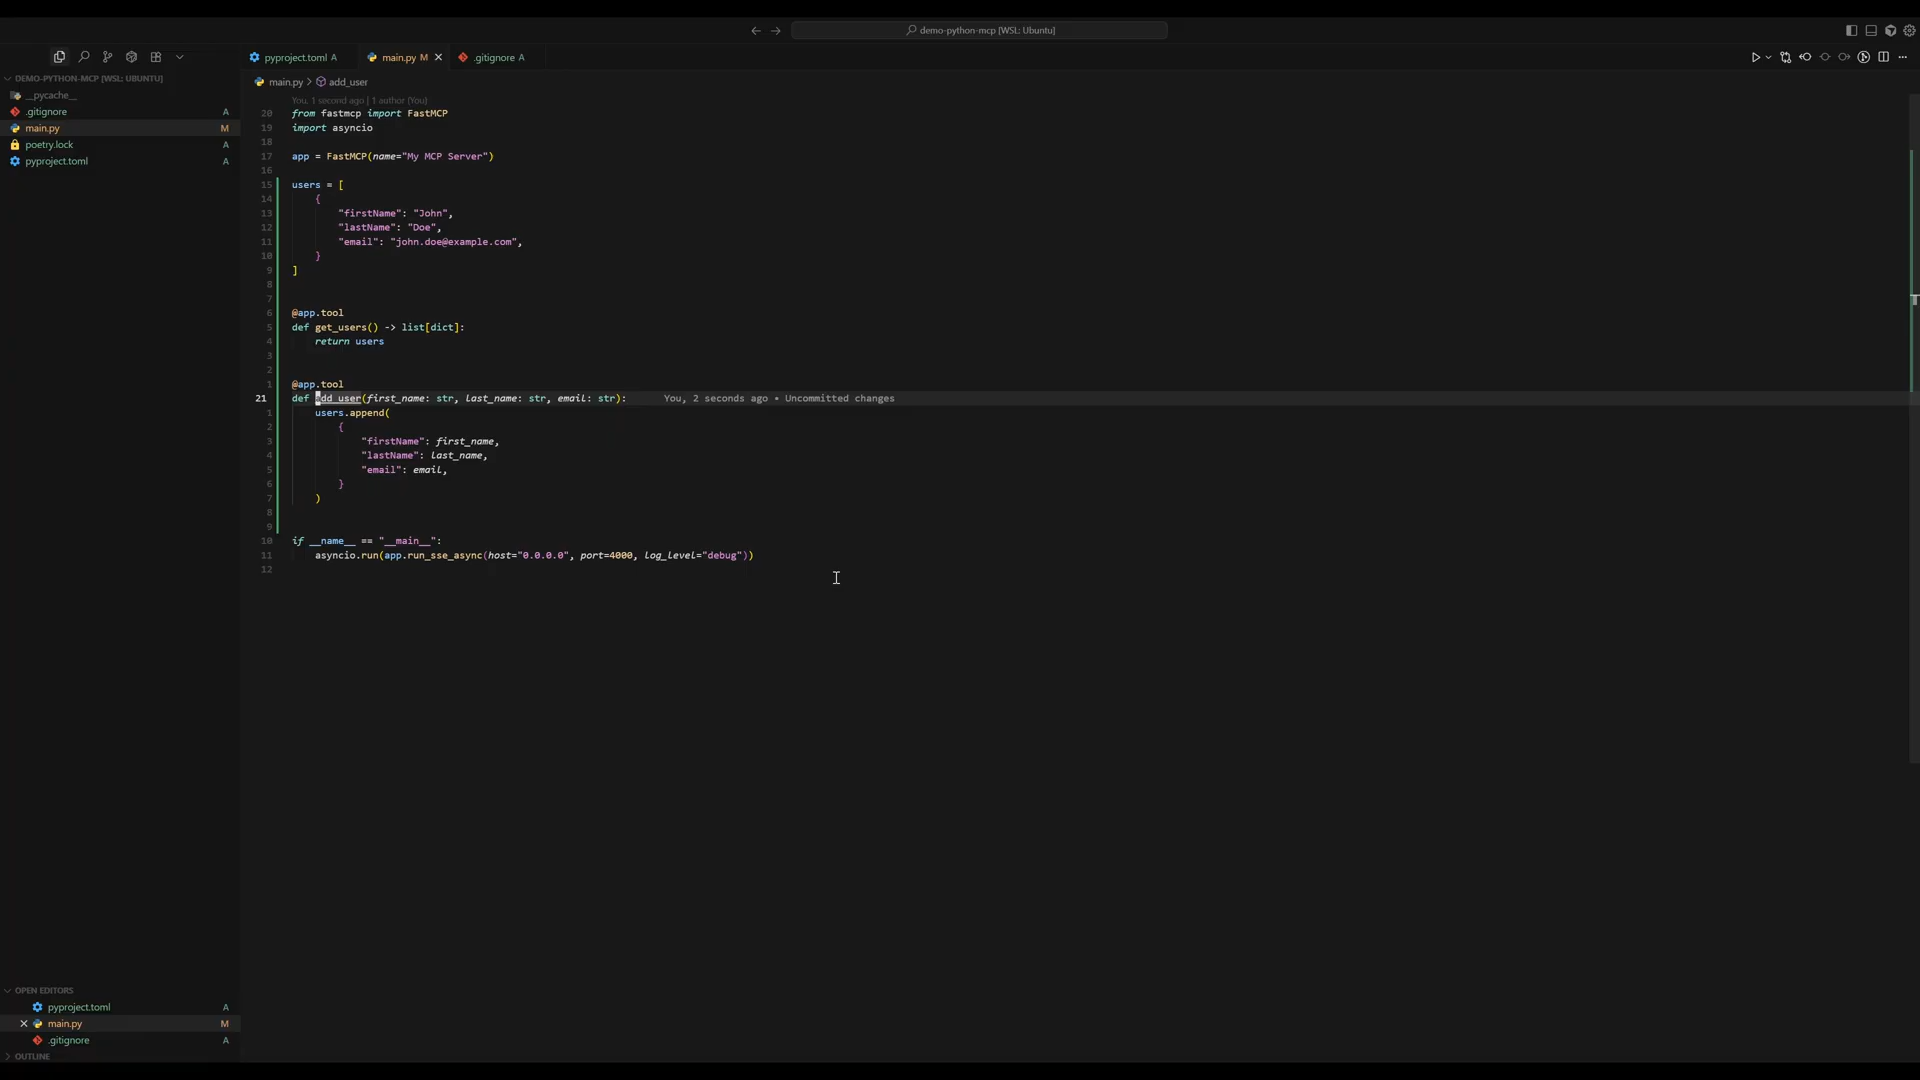 demo-python-mcp [WSL: Ubuntu]
DEMO-PYTHON-MCP [WSL: UBUNTU]
__pycache__
.gitignore A
main.py M
poetry.lock A
pyproject.toml A
pyproject.toml A
main.py M
.gitignore A
main.py > add_user
You, 1 second ago | 1 author (You)
20 from fastmcp import FastMCP
19 import asyncio
18
17 app = FastMCP(name="My MCP Server")
16
15 users = [
14 {
13 "firstName": "John",
12 "lastName": "Doe",
11 "email": "john.doe@example.com",
10 }
9 ]
8
7
6 @app.tool
5 def get_users() -> list[dict]:
4 return users
3
2
1 @app.tool
21 def add_user(first_name: str, last_name: str, email: str): You, 2 seconds ago • Uncommitted changes
1 users.append(
2 {
3 "firstName": first_name,
4 "lastName": last_name,
5 "email": email,
6 }
7 )
8
9
10 if __name__ == "__main__":
11 asyncio.run(app.run_sse_async(host="0.0.0.0", port=4000, log_level="debug"))
12
OPEN EDITORS
pyproject.toml A
main.py M
.gitignore A
OUTLINE